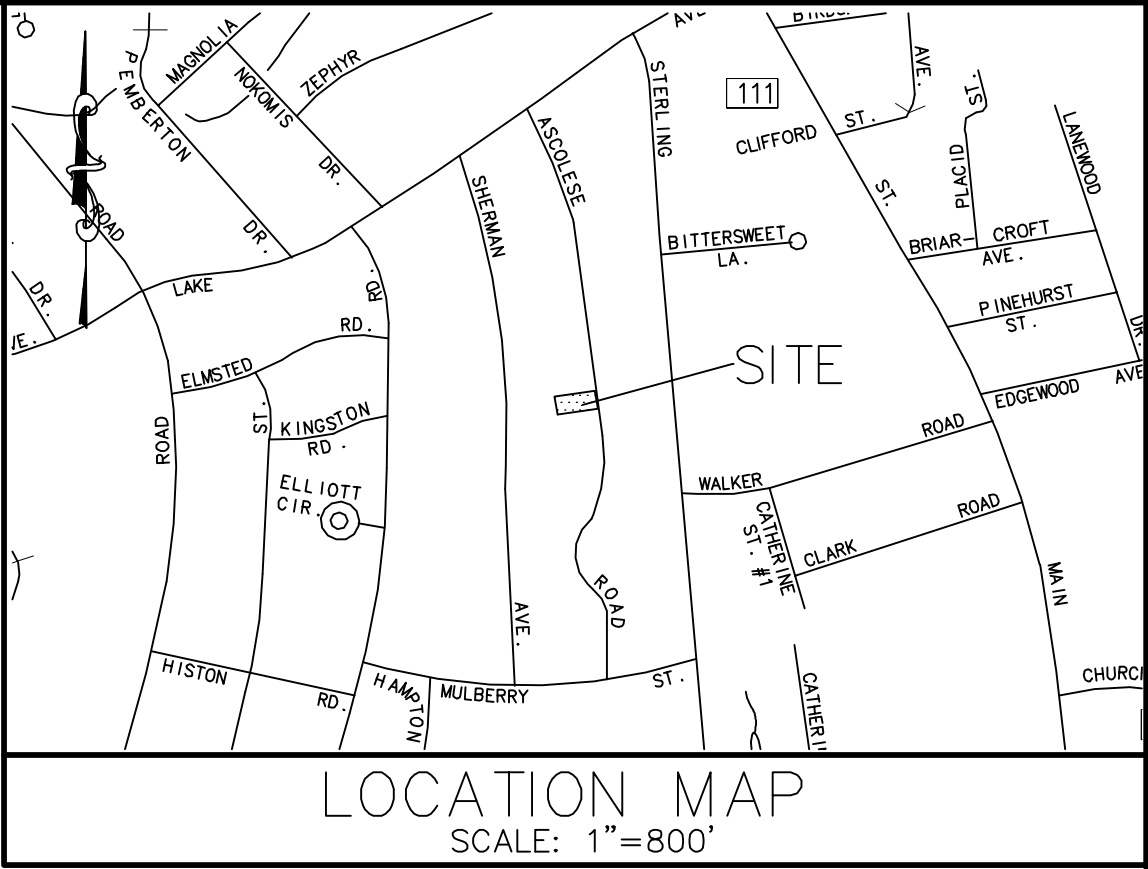 AVE
MAGNOLIA
PEMBERTON
NOKOMIS
ZEPHYR
STERLING
111
AVE.
ST.
CLIFFORD
ST.
ST.
PLACID
LANEWOOD
ASCOLESE
SHERMAN
DR.
DR.
ROAD
BITTERSWEET
LA.
BRIAR-
CROFT
AVE.
LAKE
RD.
DR.
PINEHURST
ST.
DR.
RD.
SITE
ELMSTED
EDGEWOOD
AVE
ST.
KINGSTON
RD.
ROAD
ROAD
ELLIOTT
CIR.
WALKER
CATHERINE
ST. #1
ROAD
CLARK
MAIN
ROAD
AVE.
HISTON
RD.
HAMPTON
MULBERRY
ST.
CATHERI
CHURC
LOCATION MAP
SCALE: 1"=800'